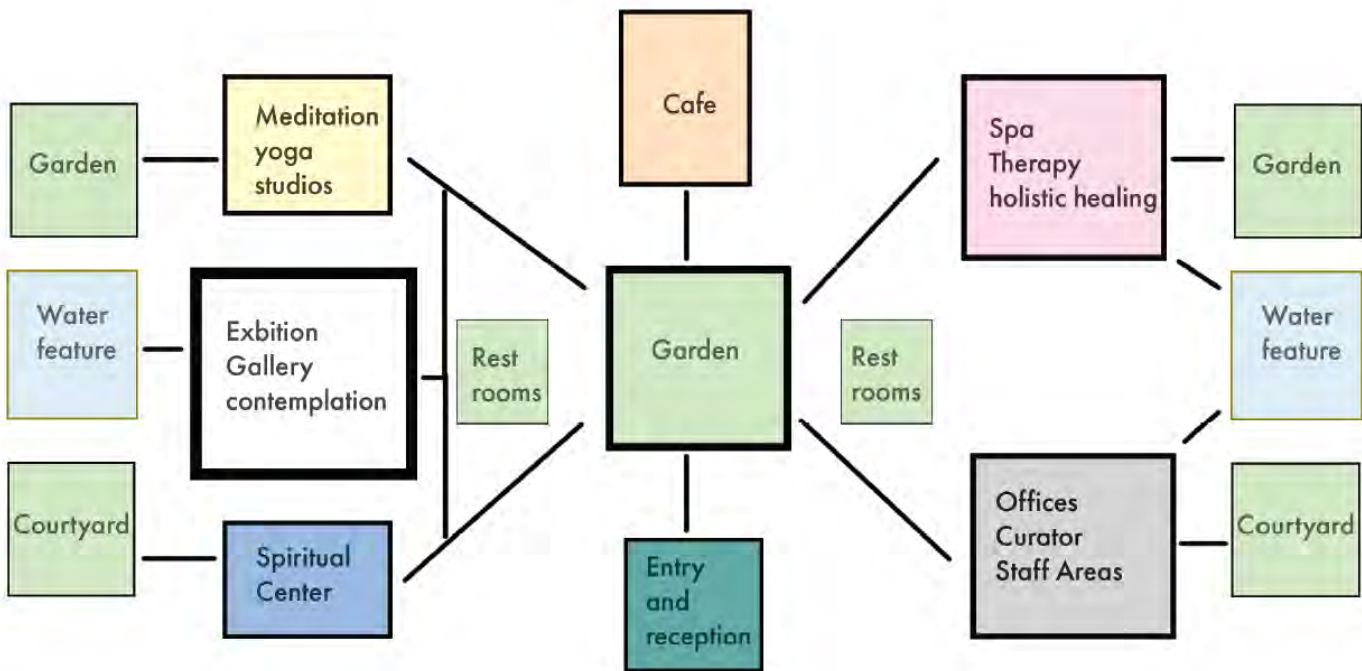 Garden
Meditation
yoga
studios
Cafe
Spa
Therapy
holistic healing
Garden
Water
feature
Exbition
Gallery
contemplation
Rest
rooms
Garden
Rest
rooms
Water
feature
Courtyard
Spiritual
Center
Entry
and
reception
Offices
Curator
Staff Areas
Courtyard